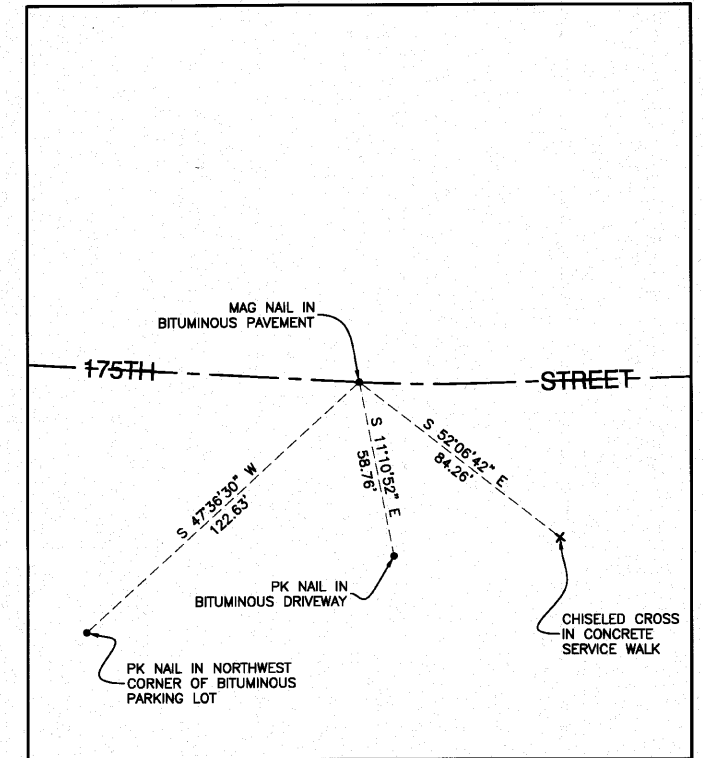 MAG NAIL IN
BITUMINOUS PAVEMENT
175TH
STREET
S 47°36'30" W
122.63'
S 11°10'52" E
58.76'
S 52°06'42" E
84.26'
PK NAIL IN
BITUMINOUS DRIVEWAY
CHISELED CROSS
IN CONCRETE
SERVICE WALK
PK NAIL IN NORTHWEST
CORNER OF BITUMINOUS
PARKING LOT